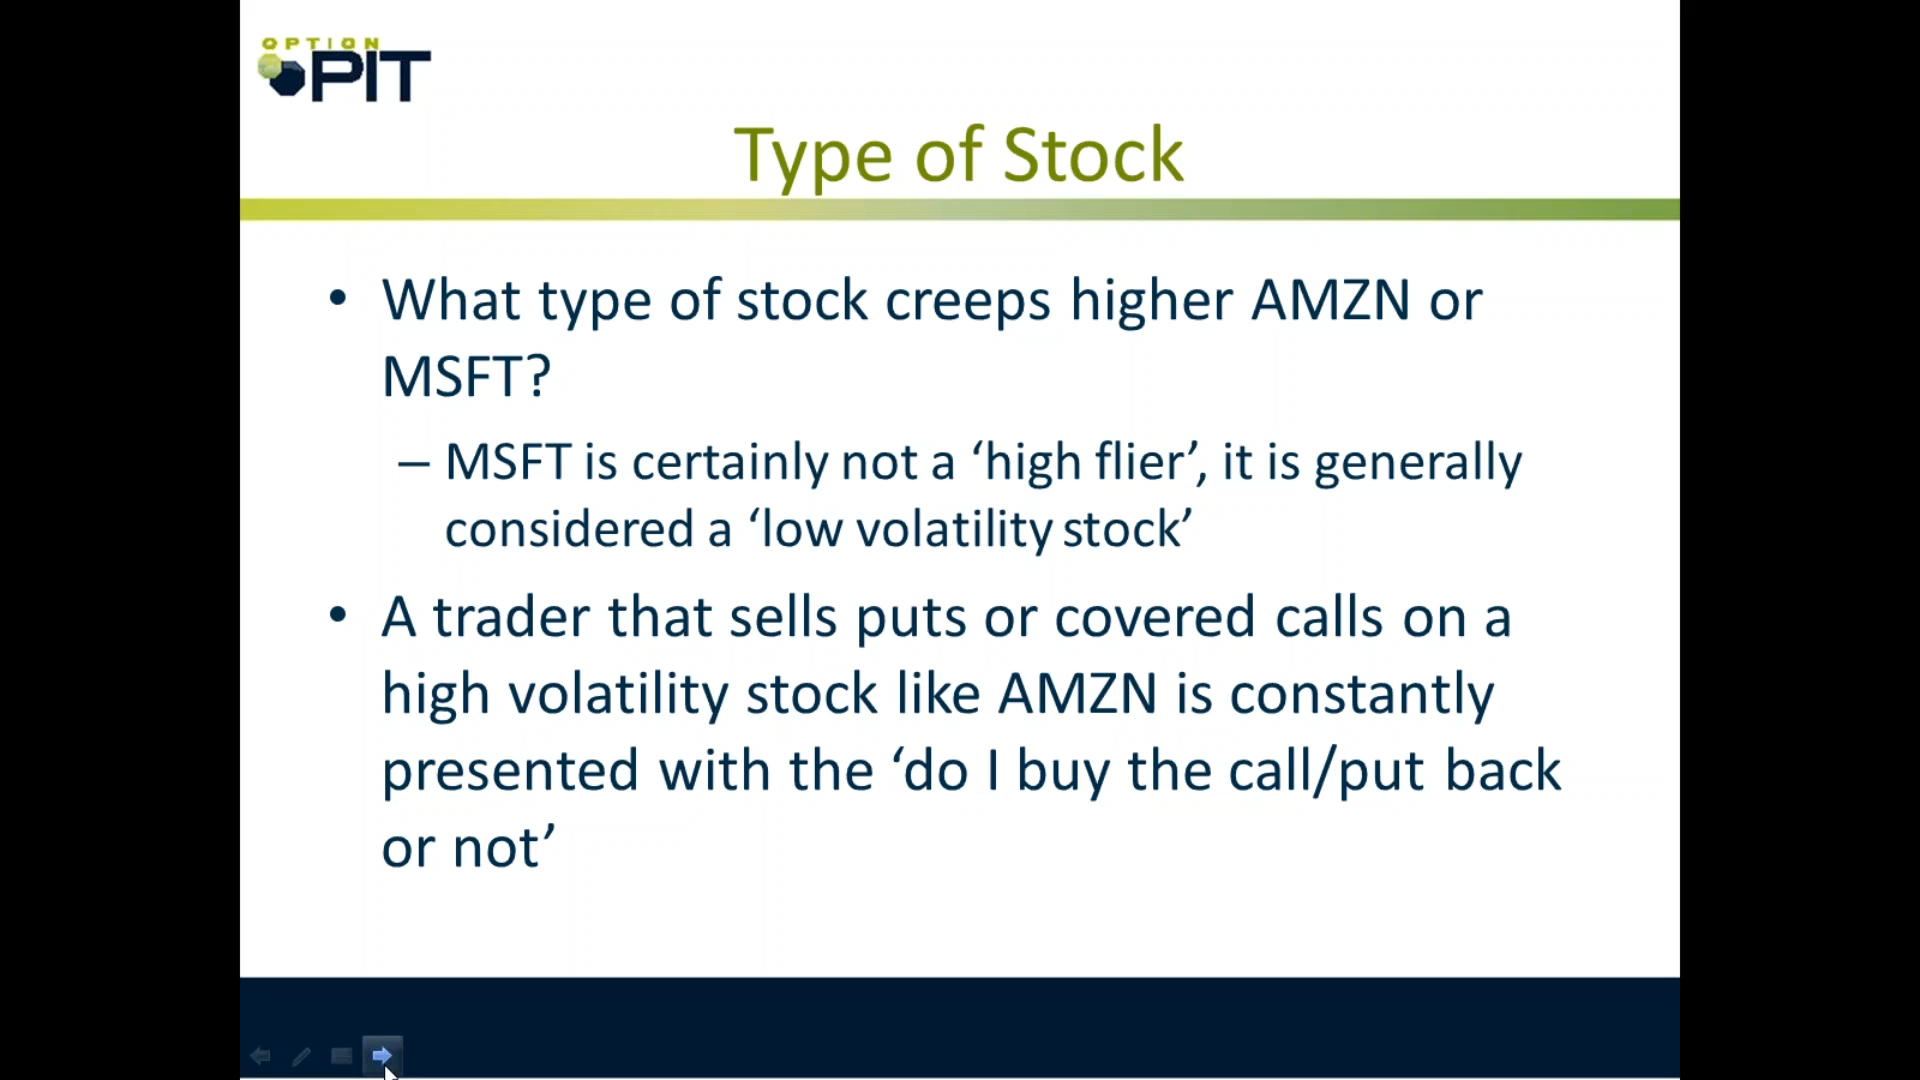 OPTION
PIT
Type of Stock
• What type of stock creeps higher AMZN or
MSFT?
– MSFT is certainly not a ‘high flier’, it is generally
considered a ‘low volatility stock’
• A trader that sells puts or covered calls on a
high volatility stock like AMZN is constantly
presented with the ‘do I buy the call/put back
or not’